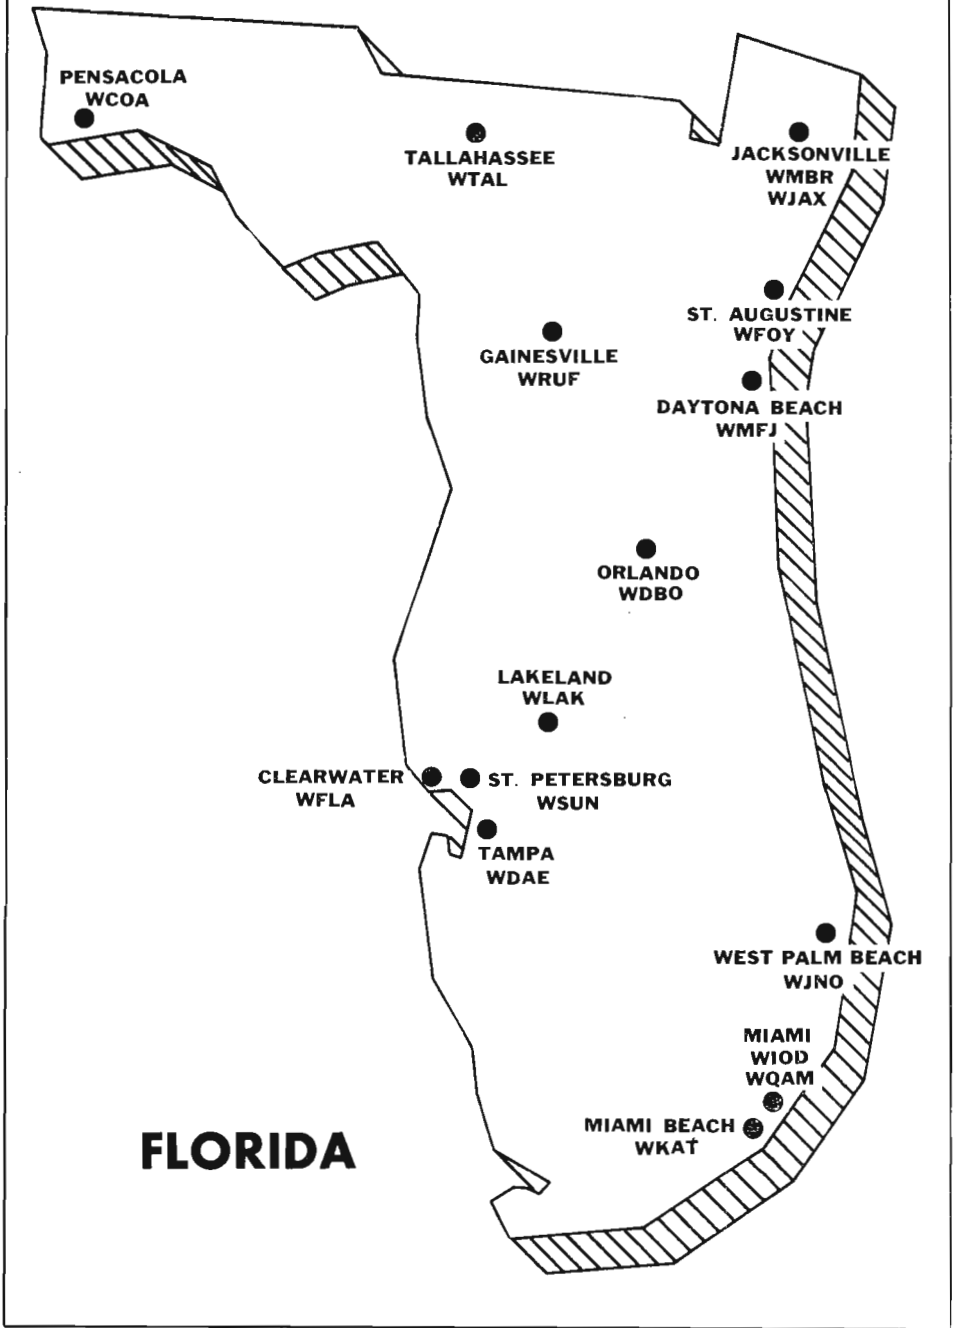 PENSACOLA
WCOA
TALLAHASSEE
WTAL
JACKSONVILLE
WMBR
WJAX
ST. AUGUSTINE
WFOY
GAINESVILLE
WRUF
DAYTONA BEACH
WMFJ
ORLANDO
WDBO
LAKELAND
WLAK
CLEARWATER
WFLA
ST. PETERSBURG
WSUN
TAMPA
WDAE
WEST PALM BEACH
WJNO
MIAMI
WIOD
WQAM
MIAMI BEACH
WKAT
FLORIDA